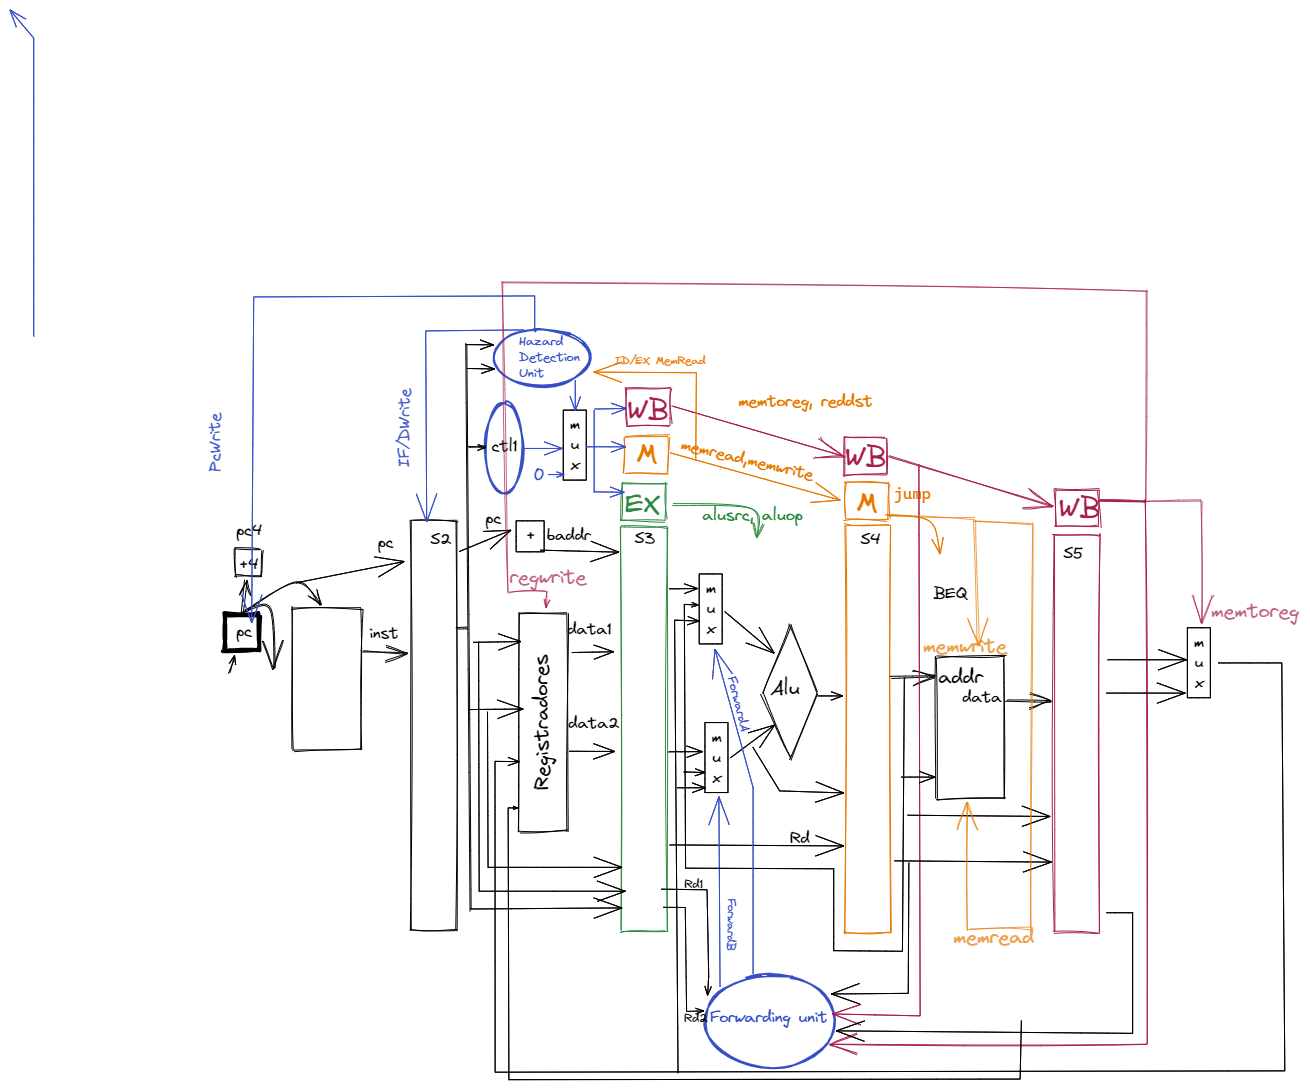 Hazard
Detection
Unit
ID/EX MemRead
PcWrite
IF/DWrite
WB
memtoreg, reddst
m
u
x
ctl1
0
M
memread,memwrite
WB
EX
alusrc, aluop
M
jump
WB
pc4
+4
pc
S2
pc
+
baddr
S3
S4
S5
regwrite
BEQ
memtoreg
pc
inst
data1
m
u
x
memwrite
m
u
x
Registradores
Alu
addr
data
ForwardA
data2
m
u
x
Rd
Rd1
ForwardB
memread
Rd2
Forwarding unit